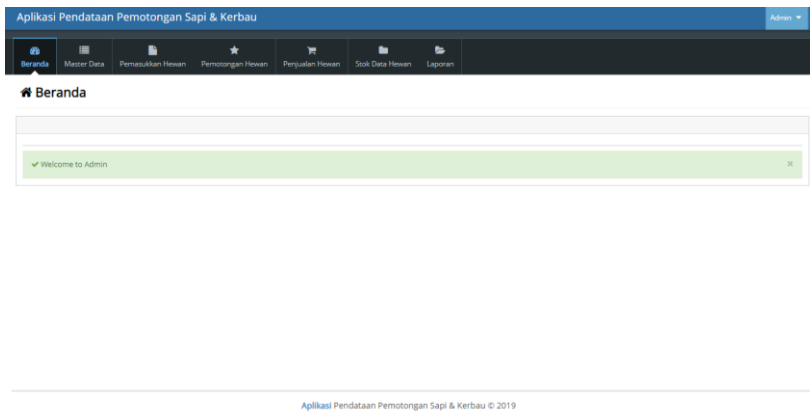 Aplikasi Pendataan Pemotongan Sapi & Kerbau
Admin
Beranda Master Data Pemasukkan Hewan Pemotongan Hewan Penjualan Hewan Stok Data Hewan Laporan
Beranda
Welcome to Admin
Aplikasi Pendataan Pemotongan Sapi & Kerbau © 2019